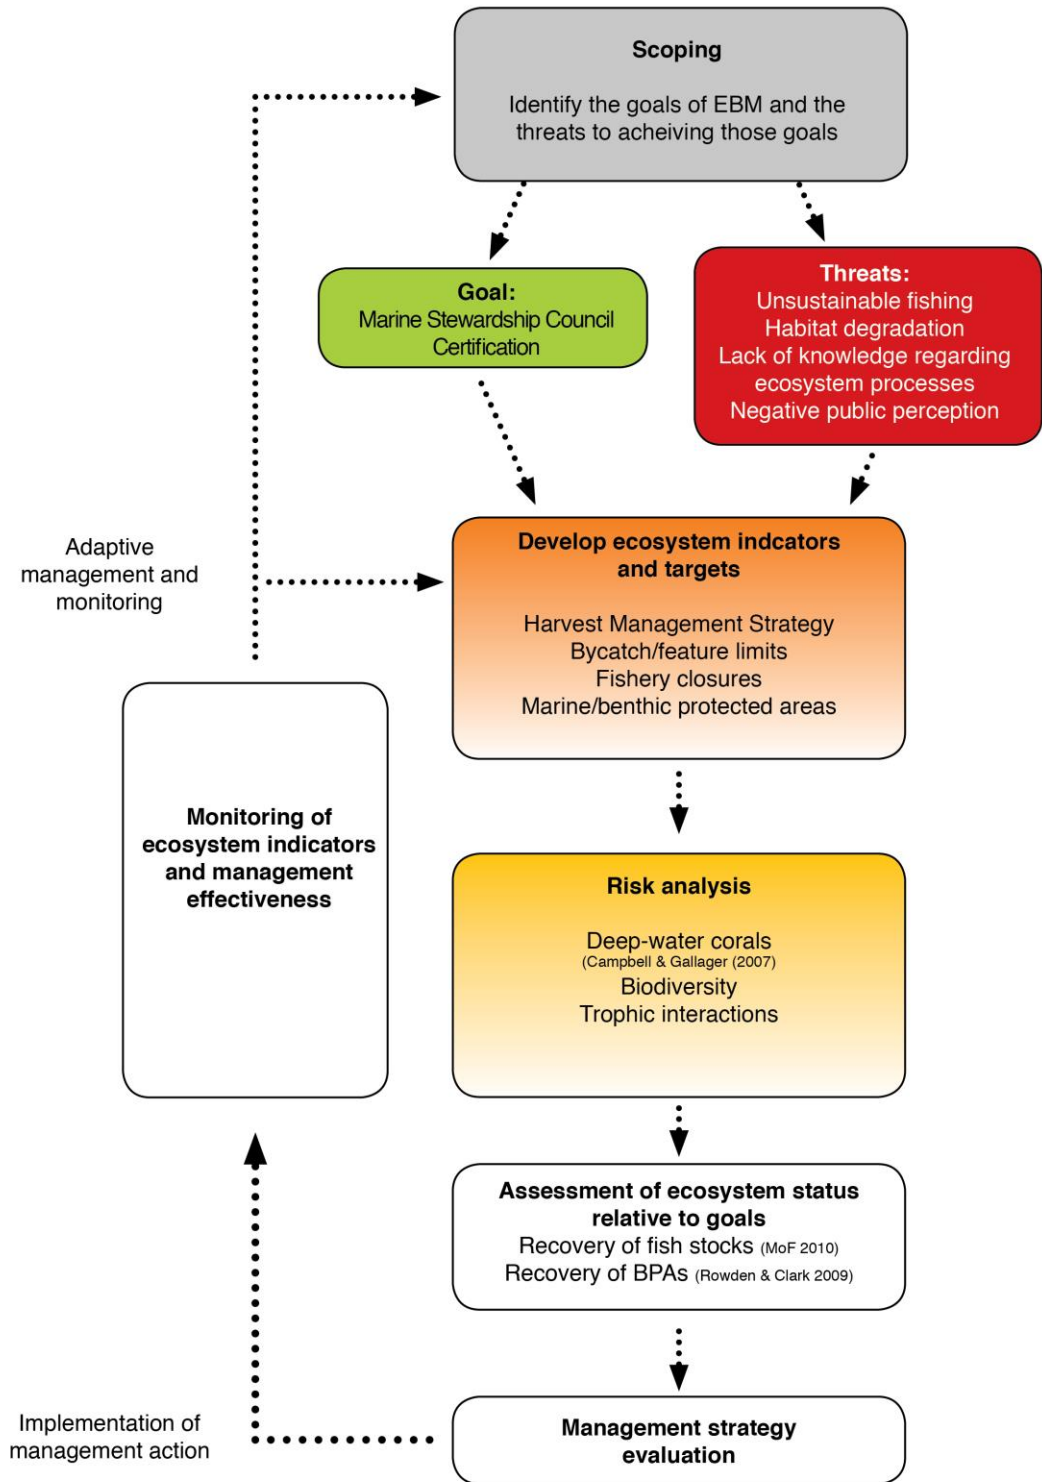 Scoping
Identify the goals of EBM and the
threats to acheiving those goals
Goal:
Marine Stewardship Council
Certification
Threats:
Unsustainable fishing
Habitat degradation
Lack of knowledge regarding
ecosystem processes
Negative public perception
Adaptive
management and
monitoring
Develop ecosystem indcators
and targets
Harvest Management Strategy
Bycatch/feature limits
Fishery closures
Marine/benthic protected areas
Monitoring of
ecosystem indicators
and management
effectiveness
Risk analysis
Deep-water corals
(Campbell & Gallager (2007)
Biodiversity
Trophic interactions
Assessment of ecosystem status
relative to goals
Recovery of fish stocks (MoF 2010)
Recovery of BPAs (Rowden & Clark 2009)
Implementation of
management action
Management strategy
evaluation